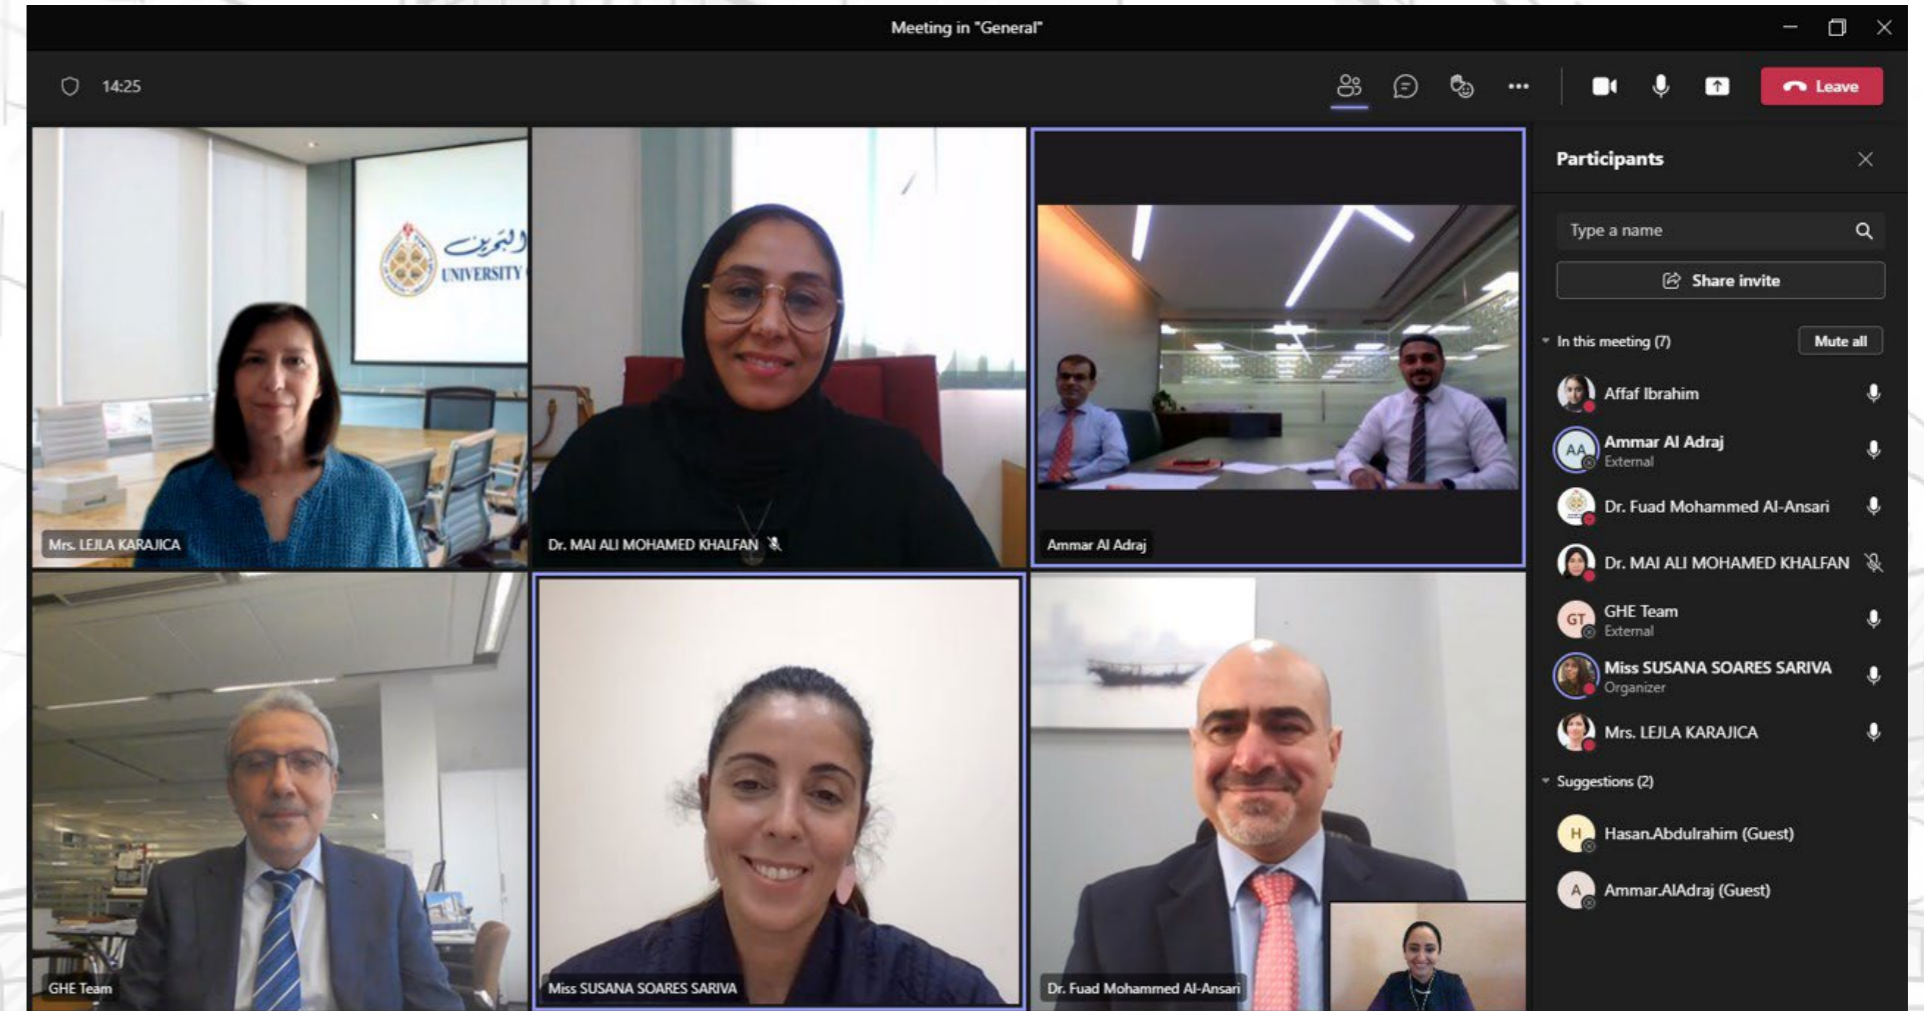 Meeting in "General"
14:25
Leave
البحرين
UNIVERSITY
Mrs. LEJLA KARAJICA
Dr. MAI ALI MOHAMED KHALFAN
Ammar Al Adraj
GHE Team
Miss SUSANA SOARES SARIVA
Dr. Fuad Mohammed Al-Ansari
Participants
Type a name
Share invite
In this meeting (7)
Mute all
Affaf Ibrahim
AA
Ammar Al Adraj
External
Dr. Fuad Mohammed Al-Ansari
Dr. MAI ALI MOHAMED KHALFAN
GT
GHE Team
External
Miss SUSANA SOARES SARIVA
Organizer
Mrs. LEJLA KARAJICA
Suggestions (2)
H
Hasan.Abdulrahim (Guest)
A
Ammar.AlAdraj (Guest)